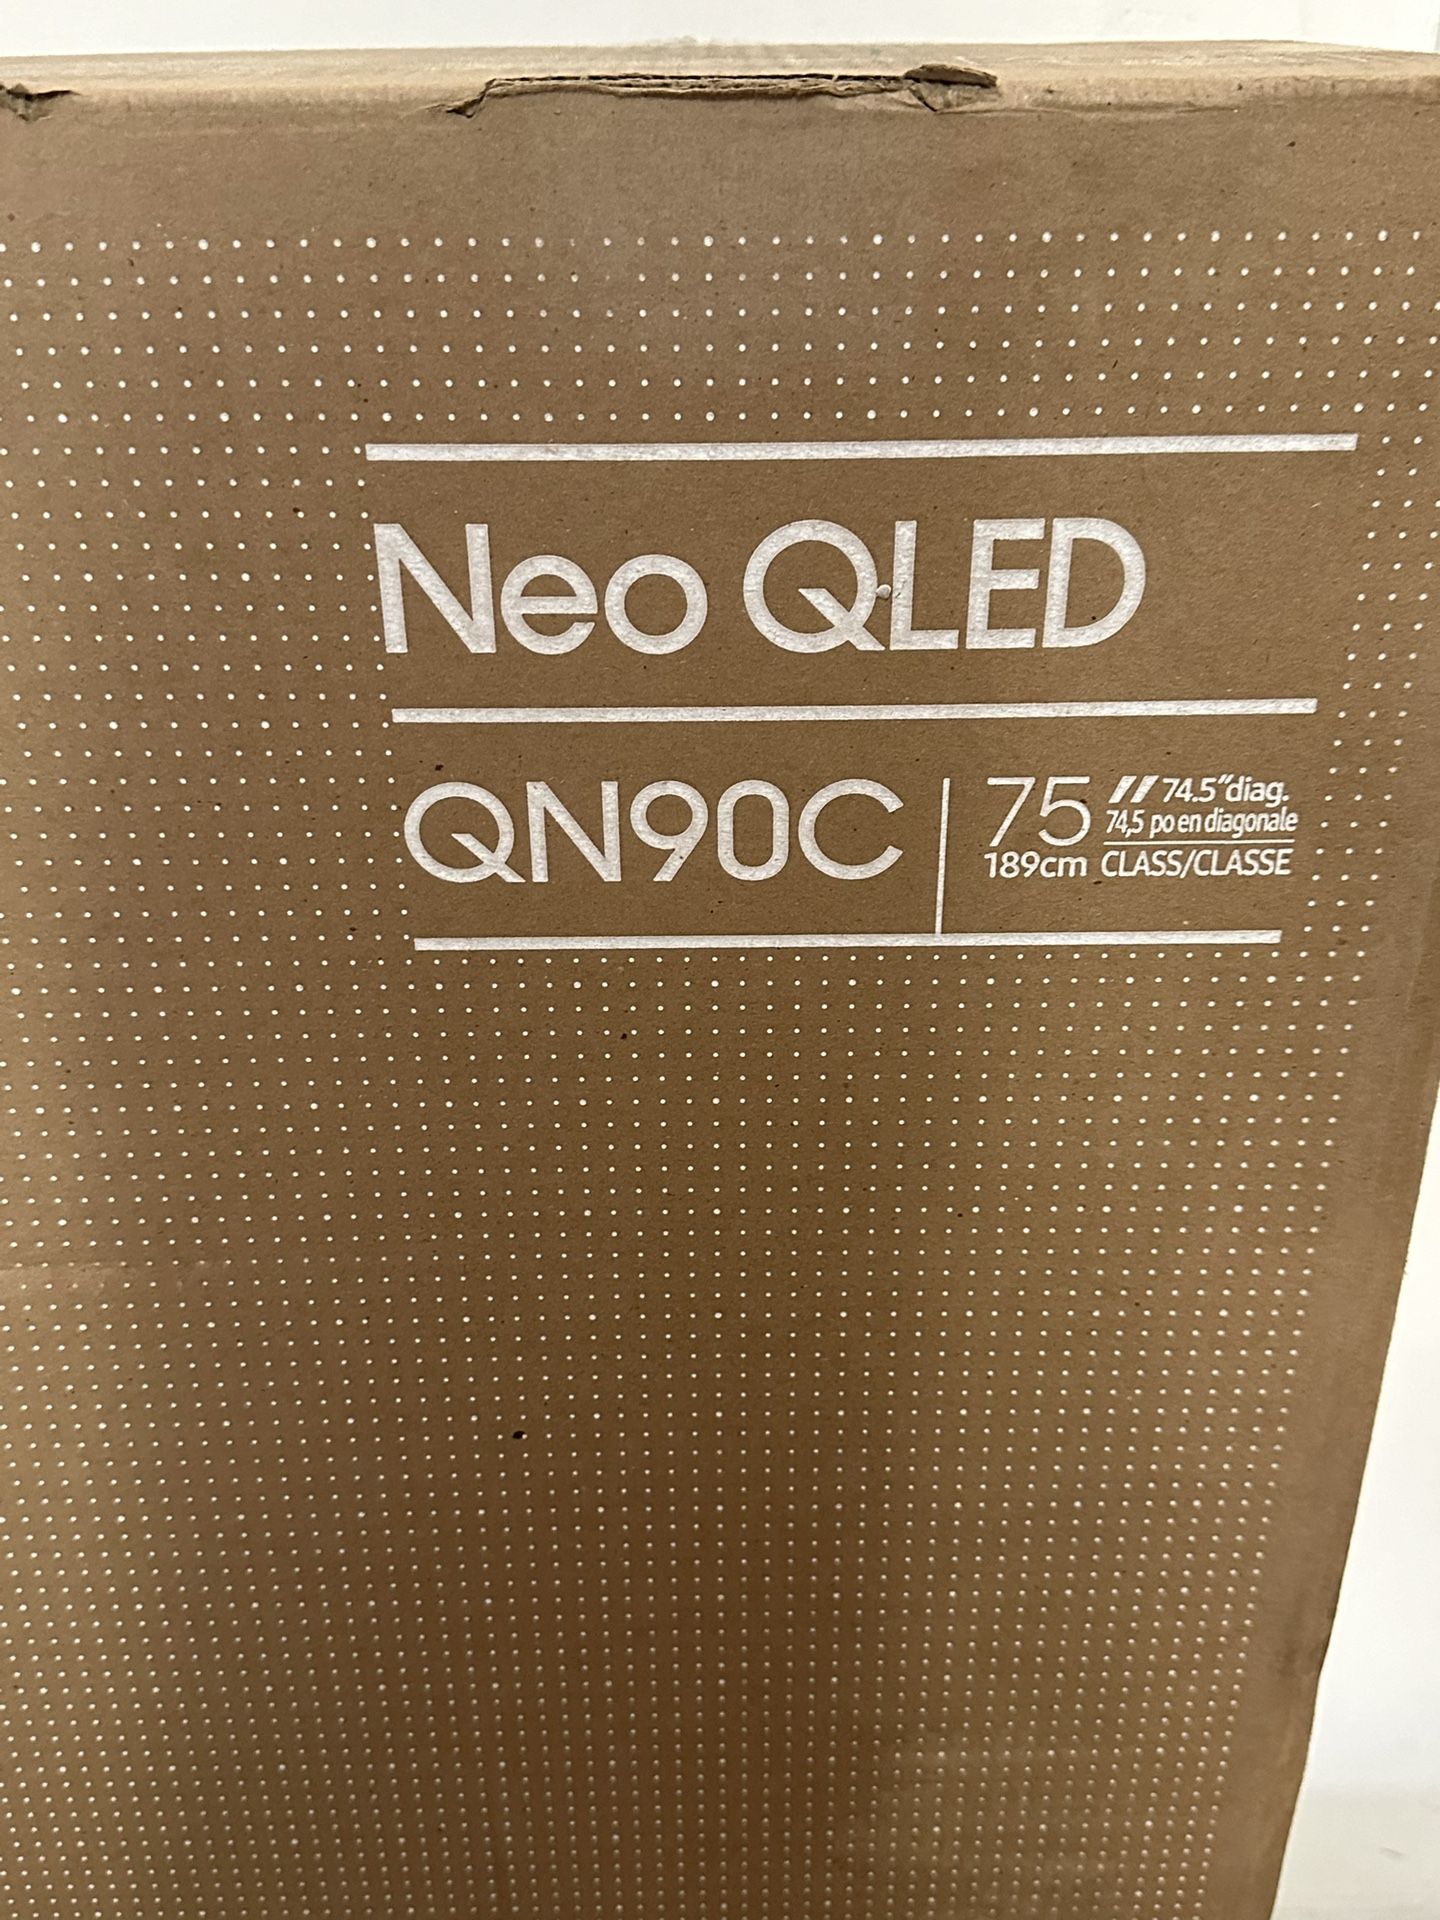 Neo QLED
QN90C
75" 74.5"diag.
74,5 po en diagonale
189cm CLASS/CLASSE